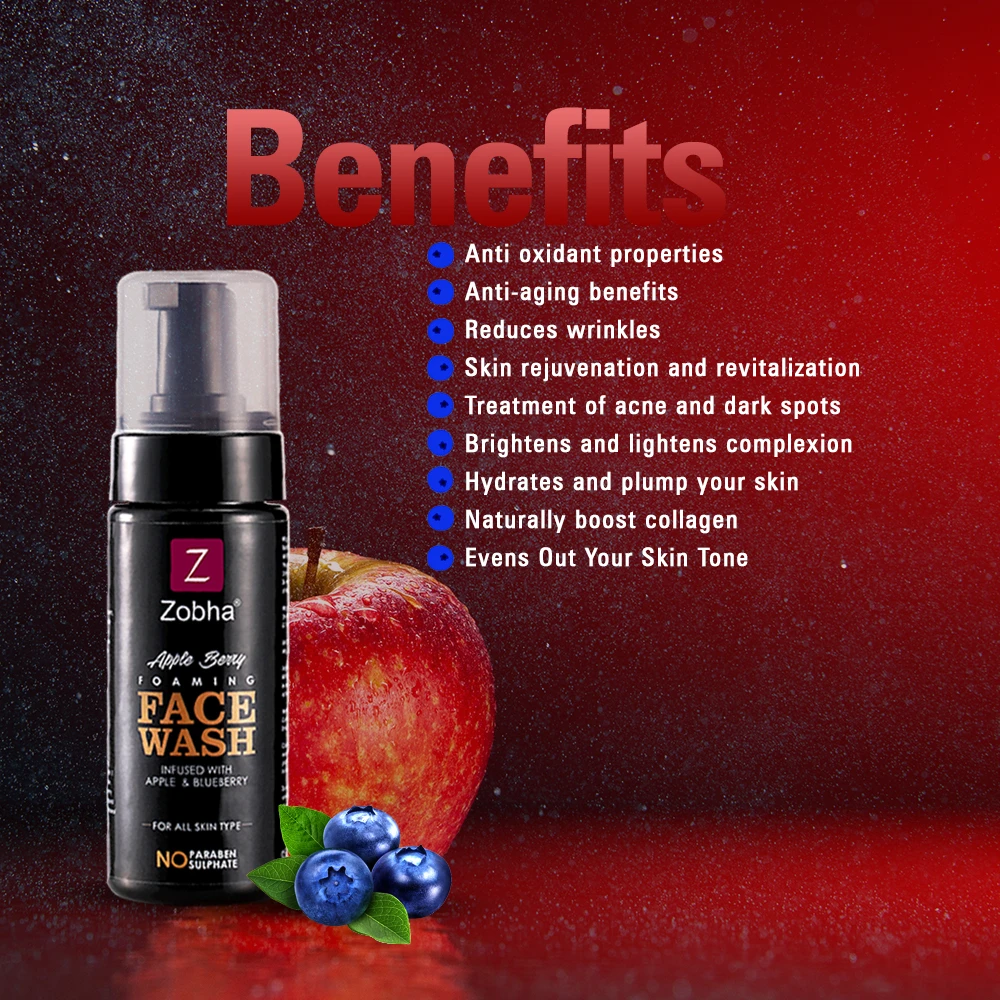 Benefits
Anti oxidant properties
Anti-aging benefits
Reduces wrinkles
Skin rejuvenation and revitalization
Treatment of acne and dark spots
Brightens and lightens complexion
Hydrates and plump your skin
Naturally boost collagen
Evens Out Your Skin Tone
Z
Zobha®
Apple Berry
FOAMING
FACE
WASH
INFUSED WITH
APPLE & BLUEBERRY
FOR ALL SKIN TYPE
NO PARABEN
SULPHATE